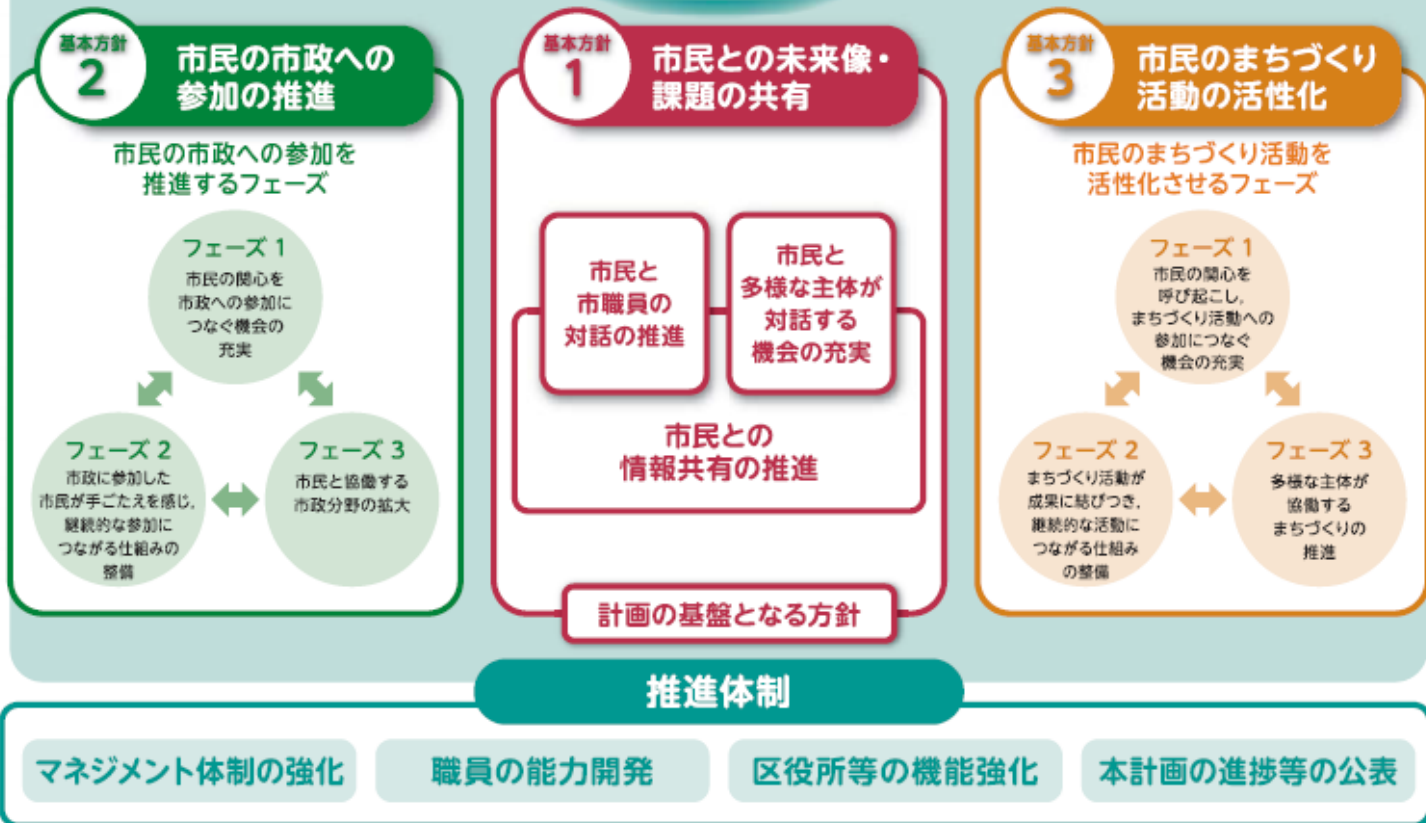 基本方針
2
市民の市政への
参加の推進
市民の市政への参加を
推進するフェーズ
フェーズ 1
市民の関心を
市政への参加に
つなぐ機会の
充実
フェーズ 2
市政に参加した
市民が手ごたえを感じ,
継続的な参加に
つながる仕組みの
整備
フェーズ 3
市民と協働する
市政分野の拡大
基本方針
1
市民との未来像・
課題の共有
市民と
市職員の
対話の推進
市民と
多様な主体が
対話する
機会の充実
市民との
情報共有の推進
計画の基盤となる方針
基本方針
3
市民のまちづくり
活動の活性化
市民のまちづくり活動を
活性化させるフェーズ
フェーズ 1
市民の関心を
呼び起こし,
まちづくり活動への
参加につなぐ
機会の充実
フェーズ 2
まちづくり活動が
成果に結びつき,
継続的な活動に
つながる仕組み
の整備
フェーズ 3
多様な主体が
協働する
まちづくりの
推進
推進体制
マネジメント体制の強化
職員の能力開発
区役所等の機能強化
本計画の進捗等の公表